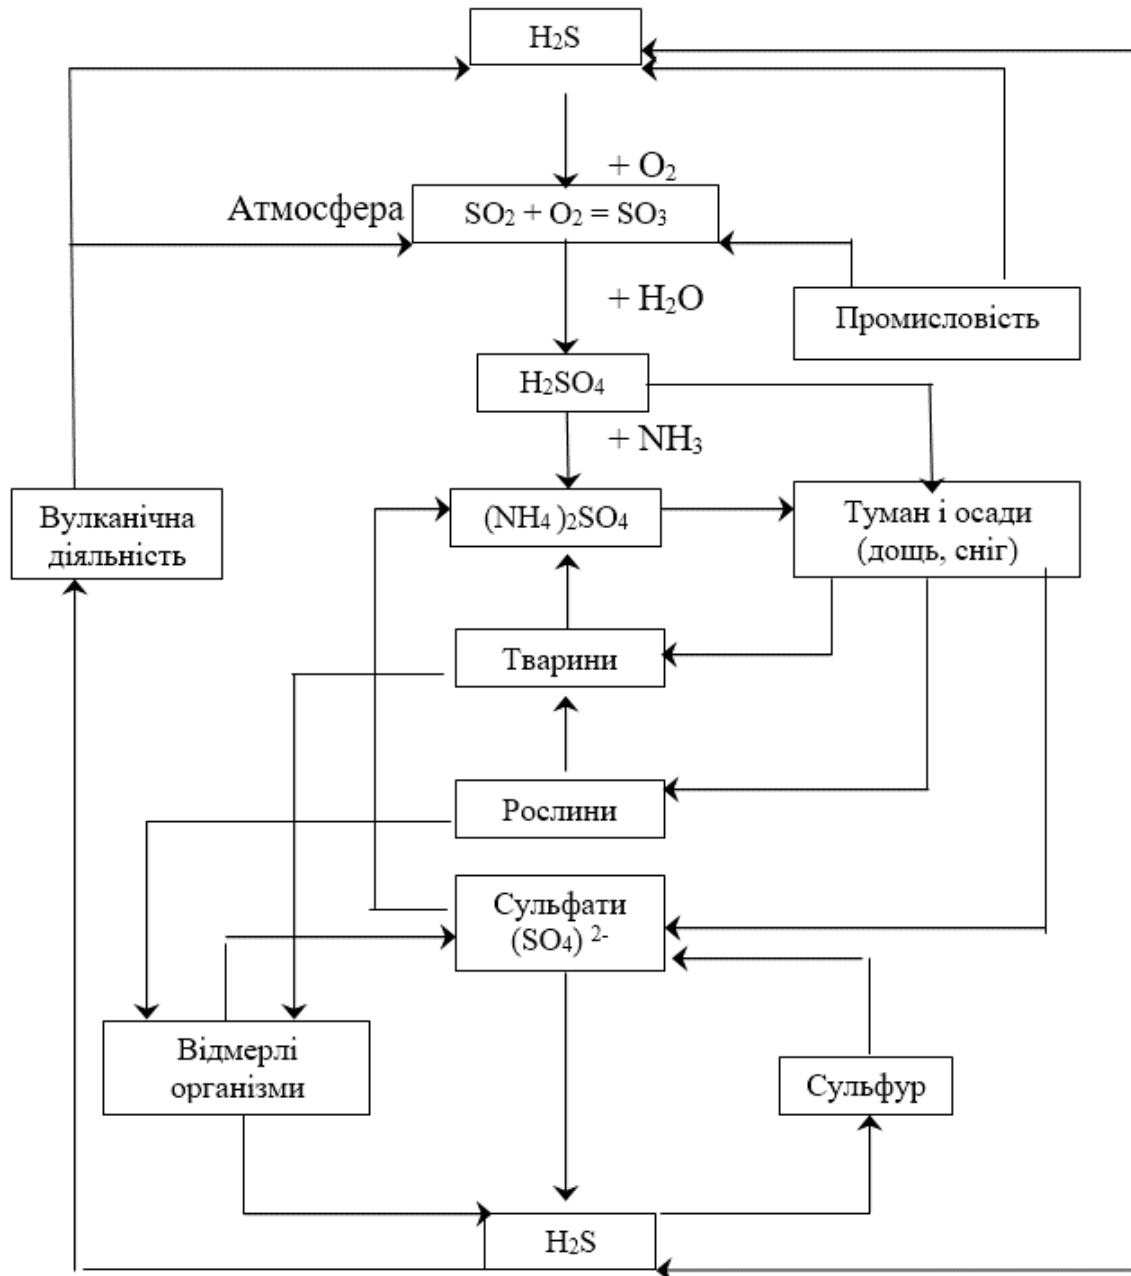 H₂S
+ O₂
Атмосфера
SO₂ + O₂ = SO₃
+ H₂O
Промисловість
H₂SO₄
+ NH₃
Вулканічна
діяльність
(NH₄ )₂SO₄
Туман і осади
(дощь, сніг)
Тварини
Рослини
Сульфати
(SO₄) ²⁻
Відмерлі
організми
Сульфур
H₂S